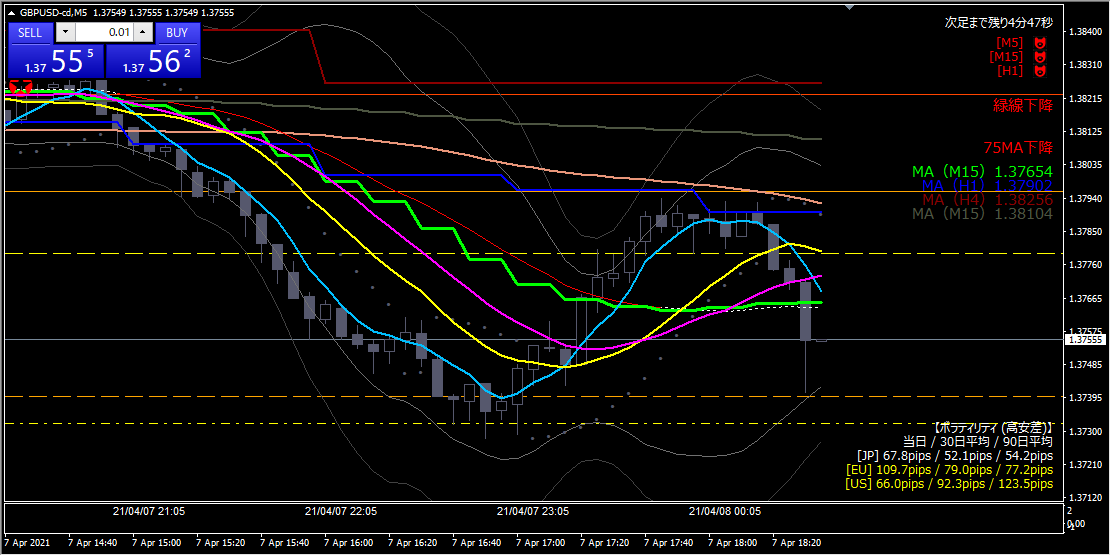 GBPUSD-cd,M5 1.37549 1.37555 1.37549 1.37555
SELL 0.01 BUY
1.37 55 5 1.37 56 2
次足まで残り4分47秒
[M5]
[M15]
[H1]
緑線下降
75MA下降
MA (M15) 1.37654
MA (H1) 1.37902
MA (H4) 1.38256
MA (M15) 1.38104
1.38400
1.38310
1.38215
1.38125
1.38035
1.37940
1.37850
1.37760
1.37665
1.37575
1.37555
1.37485
1.37395
1.37300
1.37210
1.37120
【ボラティリティ(高安差)】
当日 / 30日平均 / 90日平均
[JP] 67.8pips / 52.1pips / 54.2pips
[EU] 109.7pips / 79.0pips / 77.2pips
[US] 66.0pips / 92.3pips / 123.5pips
21/04/07 21:05 21/04/07 22:05 21/04/07 23:05 21/04/08 00:05
2
0.00
7 Apr 2021 7 Apr 14:40 7 Apr 15:00 7 Apr 15:20 7 Apr 15:40 7 Apr 16:00 7 Apr 16:20 7 Apr 16:40 7 Apr 17:00 7 Apr 17:20 7 Apr 17:40 7 Apr 18:00 7 Apr 18:20